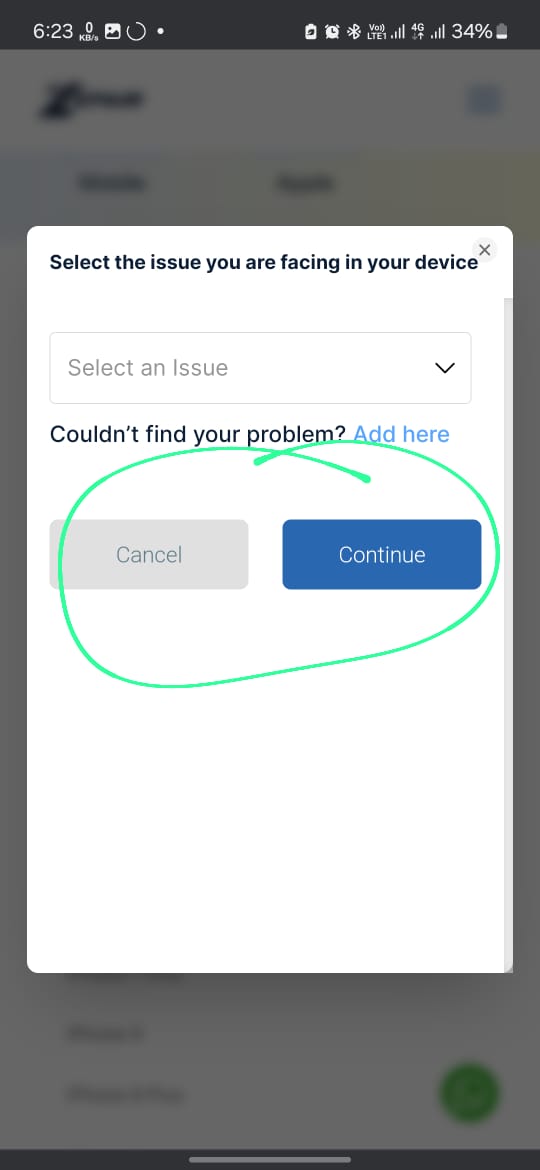 6:23 0 KB/s Vo) LTE1 4G 34%
Mobile Apple
Select the issue you are facing in your device
Select an Issue
Couldn’t find your problem? Add here
Cancel Continue
iPhone 8
iPhone 8 Plus